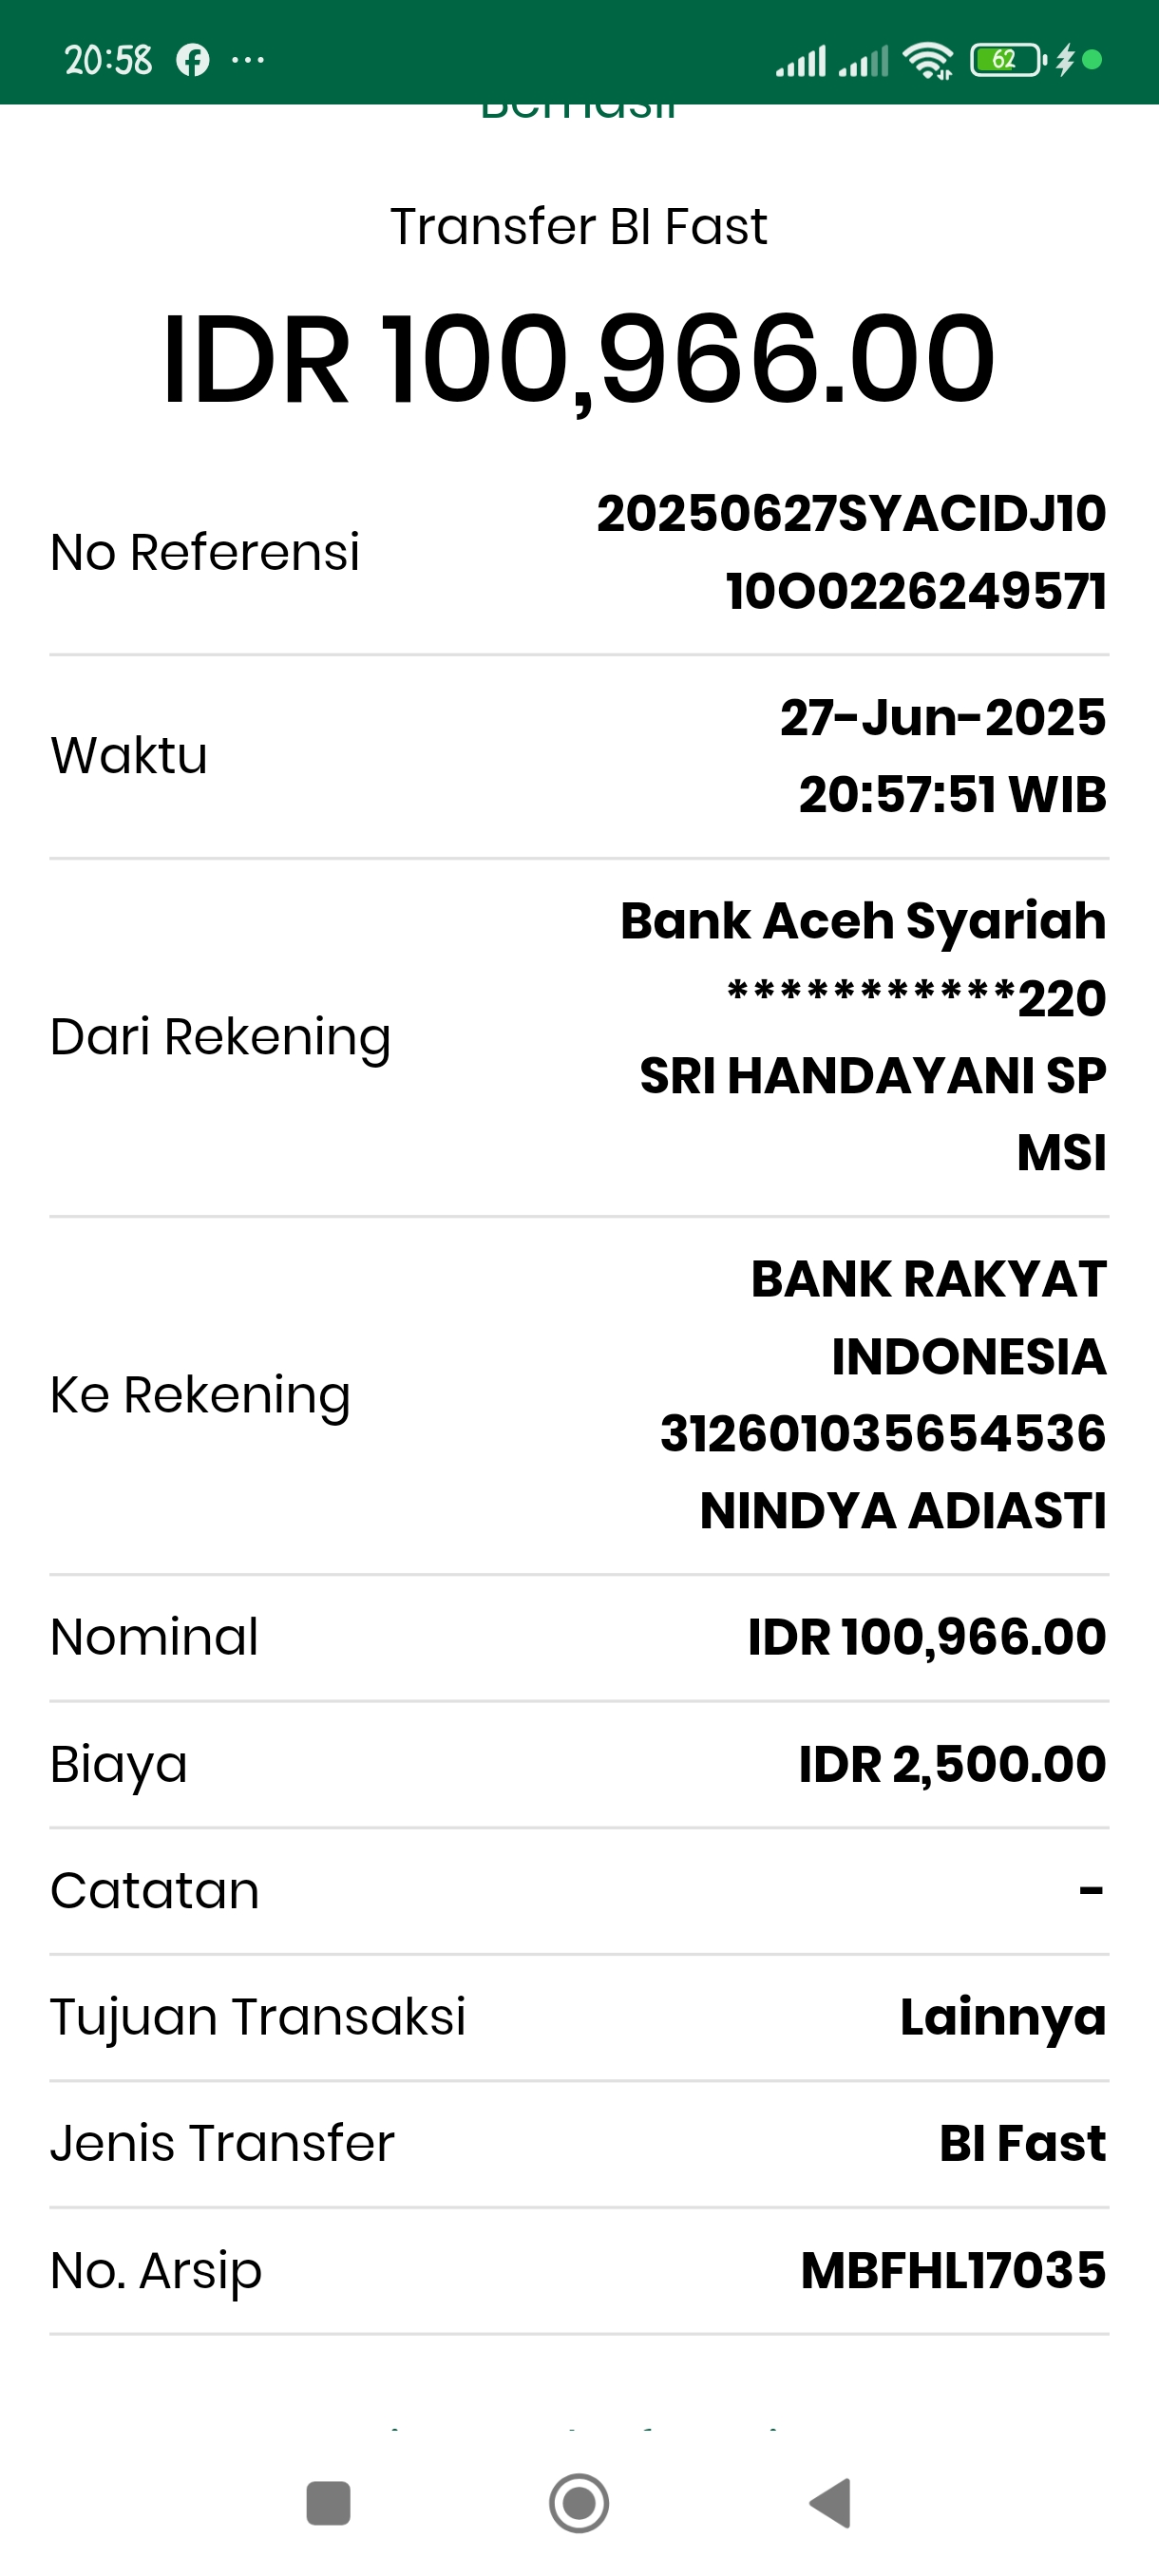 20:58
62
Berhasil
Transfer BI Fast
IDR 100,966.00
No Referensi
20250627SYACIDJ10
10O0226249571
Waktu
27-Jun-2025
20:57:51 WIB
Dari Rekening
Bank Aceh Syariah
***********220
SRI HANDAYANI SP
MSI
Ke Rekening
BANK RAKYAT
INDONESIA
312601035654536
NINDYA ADIASTI
Nominal
IDR 100,966.00
Biaya
IDR 2,500.00
Catatan
-
Tujuan Transaksi
Lainnya
Jenis Transfer
BI Fast
No. Arsip
MBFHL17035